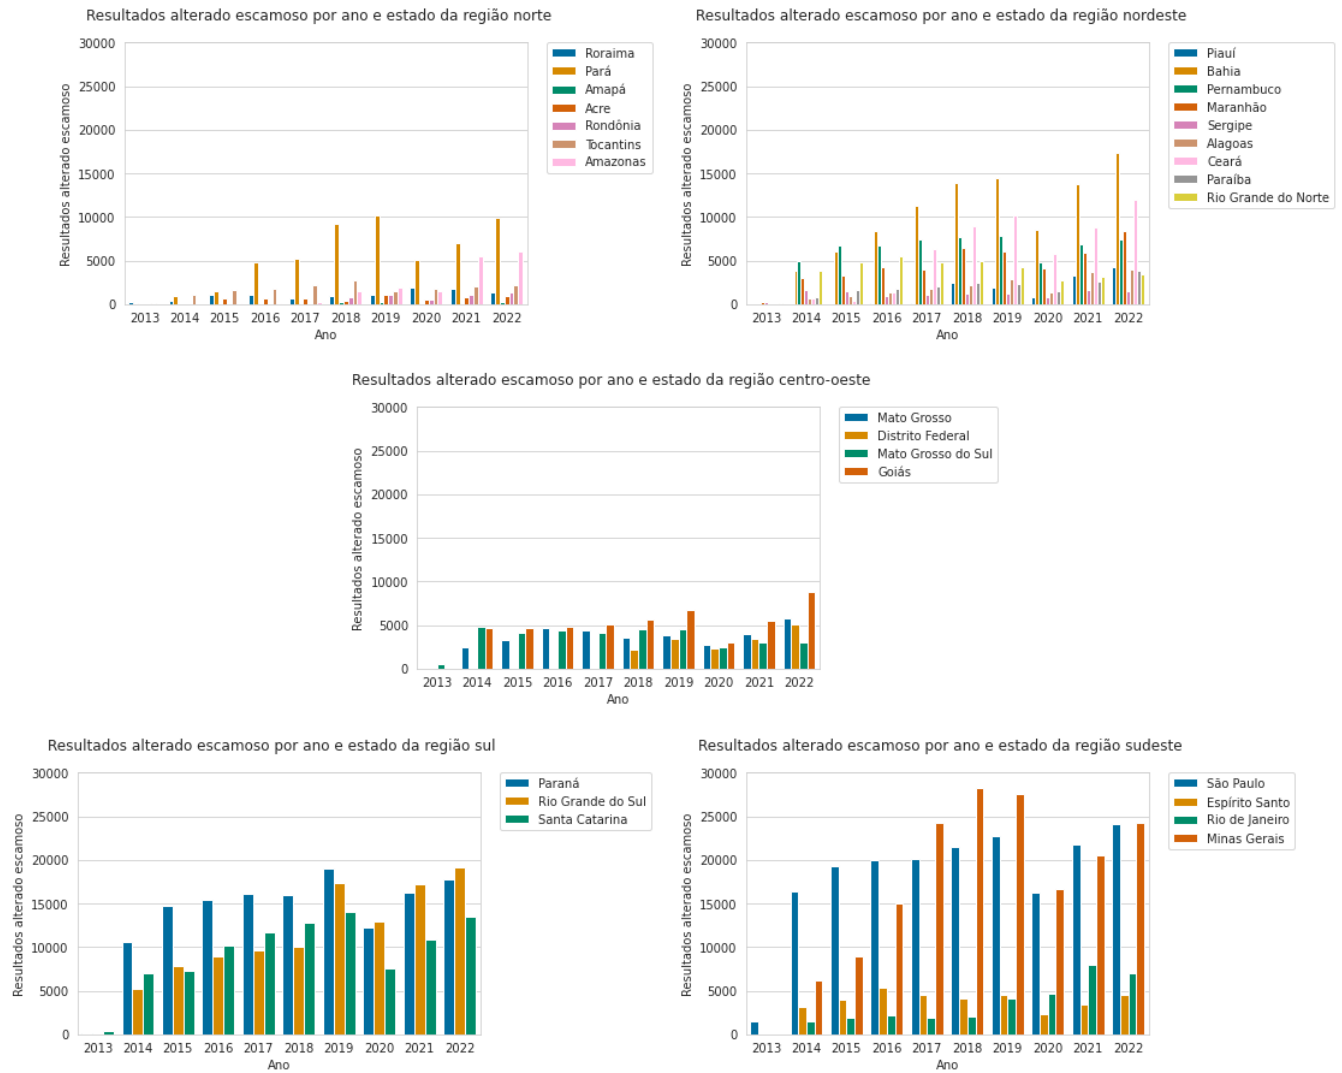 Resultados alterado escamoso por ano e estado da região norte
30000
25000
20000
15000
10000
5000
0
Resultados alterado escamoso
2013 2014 2015 2016 2017 2018 2019 2020 2021 2022
Ano
Roraima
Pará
Amapá
Acre
Rondônia
Tocantins
Amazonas
Resultados alterado escamoso por ano e estado da região nordeste
30000
25000
20000
15000
10000
5000
0
Resultados alterado escamoso
2013 2014 2015 2016 2017 2018 2019 2020 2021 2022
Ano
Piauí
Bahia
Pernambuco
Maranhão
Sergipe
Alagoas
Ceará
Paraíba
Rio Grande do Norte
Resultados alterado escamoso por ano e estado da região centro-oeste
30000
25000
20000
15000
10000
5000
0
Resultados alterado escamoso
2013 2014 2015 2016 2017 2018 2019 2020 2021 2022
Ano
Mato Grosso
Distrito Federal
Mato Grosso do Sul
Goiás
Resultados alterado escamoso por ano e estado da região sul
30000
25000
20000
15000
10000
5000
0
Resultados alterado escamoso
2013 2014 2015 2016 2017 2018 2019 2020 2021 2022
Ano
Paraná
Rio Grande do Sul
Santa Catarina
Resultados alterado escamoso por ano e estado da região sudeste
30000
25000
20000
15000
10000
5000
0
Resultados alterado escamoso
2013 2014 2015 2016 2017 2018 2019 2020 2021 2022
Ano
São Paulo
Espírito Santo
Rio de Janeiro
Minas Gerais